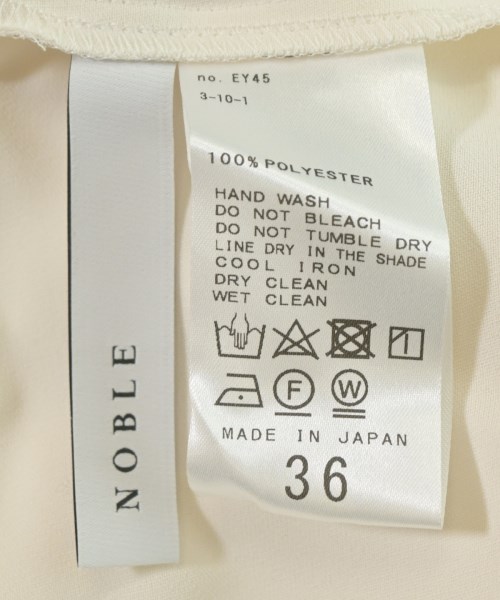 NOBLE
no. EY45
3-10-1
100% POLYESTER
HAND WASH
DO NOT BLEACH
DO NOT TUMBLE DRY
LINE DRY IN THE SHADE
COOL IRON
DRY CLEAN
WET CLEAN
F W
MADE IN JAPAN
36